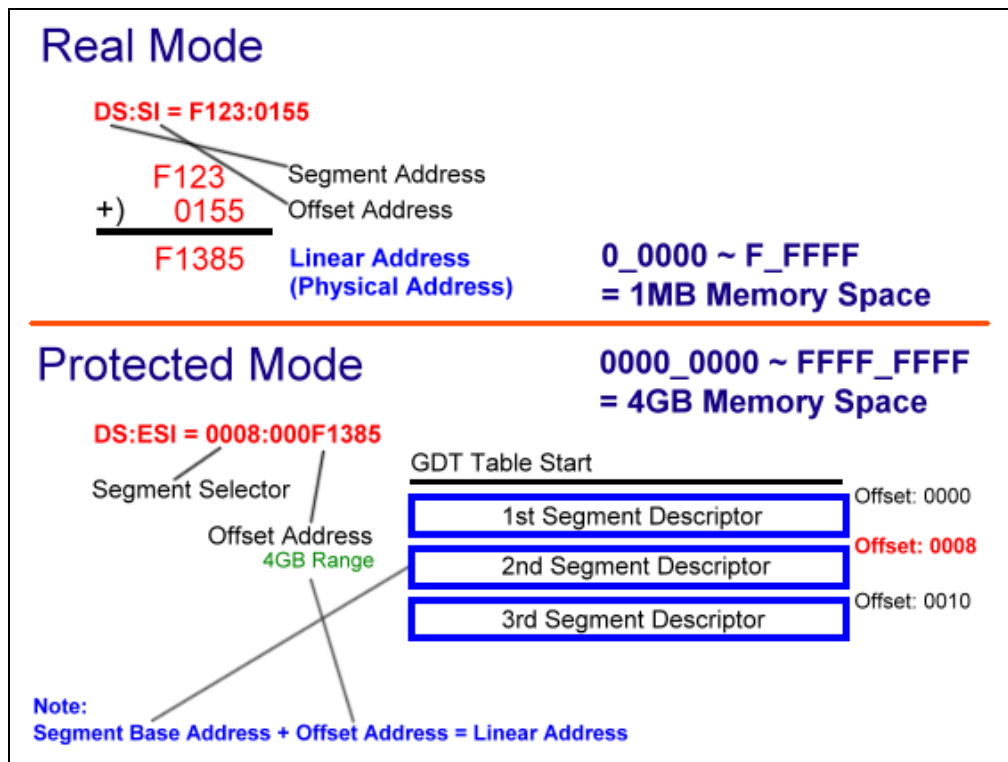 Real Mode
DS:SI = F123:0155
F123
Segment Address
+) 0155
Offset Address
F1385
Linear Address
(Physical Address)
0_0000 ~ F_FFFF
= 1MB Memory Space
Protected Mode
0000_0000 ~ FFFF_FFFF
= 4GB Memory Space
DS:ESI = 0008:000F1385
Segment Selector
Offset Address
4GB Range
GDT Table Start
Offset: 0000
1st Segment Descriptor
Offset: 0008
2nd Segment Descriptor
Offset: 0010
3rd Segment Descriptor
Note:
Segment Base Address + Offset Address = Linear Address